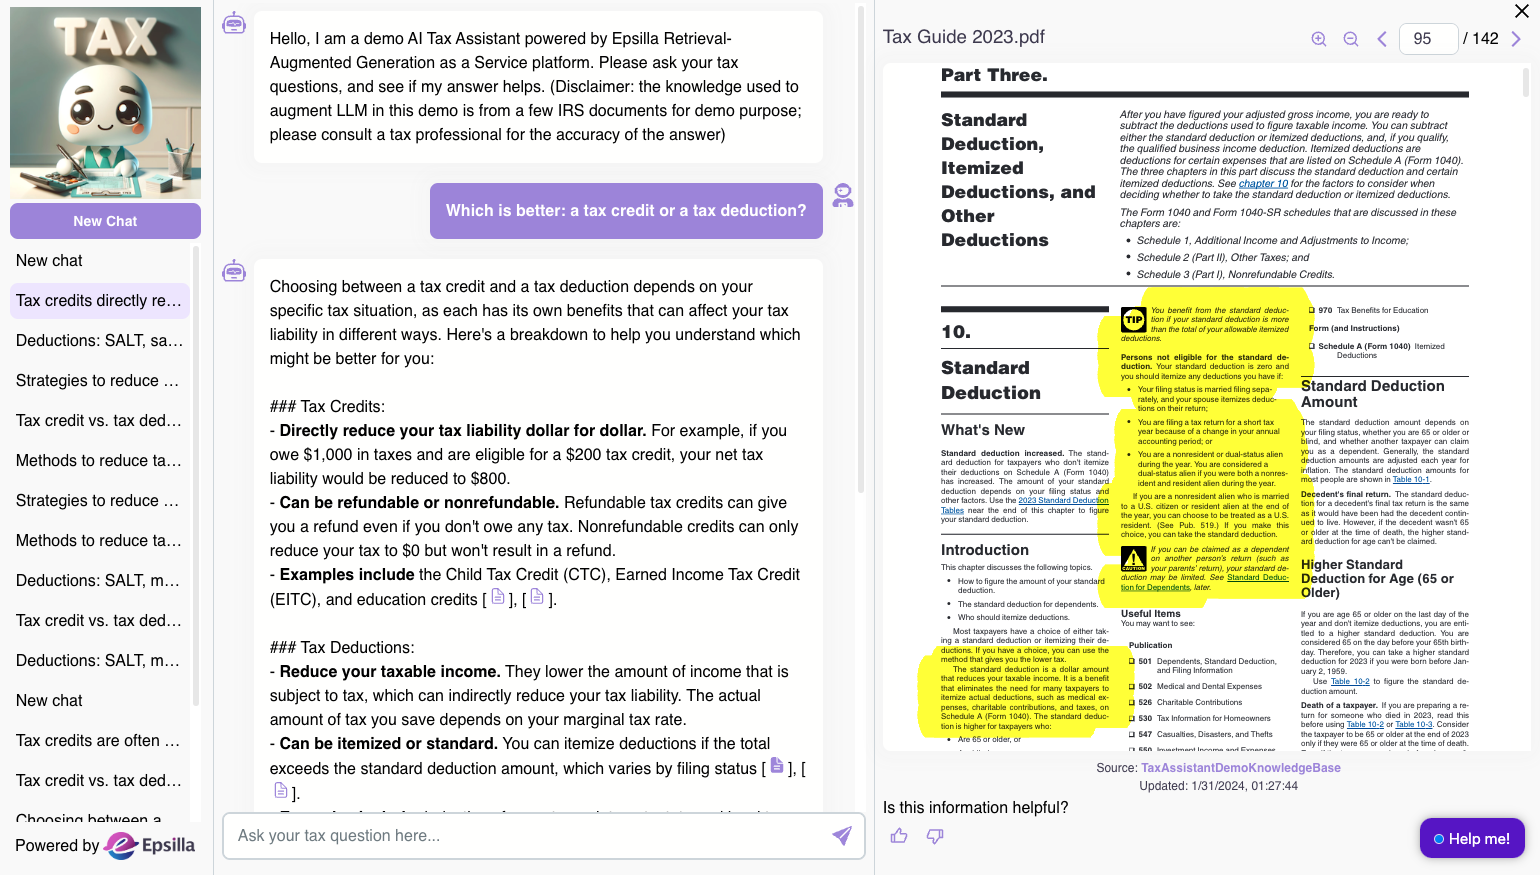 TAX
New Chat
New chat
Tax credits directly re...
Deductions: SALT, sa...
Strategies to reduce ...
Tax credit vs. tax ded...
Methods to reduce ta...
Strategies to reduce ...
Methods to reduce ta...
Deductions: SALT, m...
Tax credit vs. tax ded...
Deductions: SALT, m...
New chat
Tax credits are often ...
Tax credit vs. tax ded...
Choosing between a
Powered by Epsilla
Hello, I am a demo AI Tax Assistant powered by Epsilla Retrieval-
Augmented Generation as a Service platform. Please ask your tax
questions, and see if my answer helps. (Disclaimer: the knowledge used to
augment LLM in this demo is from a few IRS documents for demo purpose;
please consult a tax professional for the accuracy of the answer)
Which is better: a tax credit or a tax deduction?
Choosing between a tax credit and a tax deduction depends on your
specific tax situation, as each has its own benefits that can affect your tax
liability in different ways. Here's a breakdown to help you understand which
might be better for you:
### Tax Credits:
- Directly reduce your tax liability dollar for dollar. For example, if you
owe $1,000 in taxes and are eligible for a $200 tax credit, your net tax
liability would be reduced to $800.
- Can be refundable or nonrefundable. Refundable tax credits can give
you a refund even if you don't owe any tax. Nonrefundable credits can only
reduce your tax to $0 but won't result in a refund.
- Examples include the Child Tax Credit (CTC), Earned Income Tax Credit
(EITC), and education credits [ ], [ ].
### Tax Deductions:
- Reduce your taxable income. They lower the amount of income that is
subject to tax, which can indirectly reduce your tax liability. The actual
amount of tax you save depends on your marginal tax rate.
- Can be itemized or standard. You can itemize deductions if the total
exceeds the standard deduction amount, which varies by filing status [ ], [
].
Ask your tax question here...
Tax Guide 2023.pdf
95 / 142
Part Three.
Standard
Deduction,
Itemized
Deductions, and
Other
Deductions
After you have figured your adjusted gross income, you are ready to
subtract the deductions used to figure taxable income. You can subtract
either the standard deduction or itemized deductions, and, if you qualify,
the qualified business income deduction. Itemized deductions are
deductions for certain expenses that are listed on Schedule A (Form 1040).
The three chapters in this part discuss the standard deduction and certain
itemized deductions. See chapter 10 for the factors to consider when
deciding whether to take the standard deduction or itemized deductions.
The Form 1040 and Form 1040-SR schedules that are discussed in these
chapters are:
• Schedule 1, Additional Income and Adjustments to Income;
• Schedule 2 (Part II), Other Taxes; and
• Schedule 3 (Part I), Nonrefundable Credits.
10.
Standard
Deduction
What's New
Standard deduction increased. The stand-
ard deduction for taxpayers who don't itemize
their deductions on Schedule A (Form 1040)
has increased. The amount of your standard
deduction depends on your filing status and
other factors. Use the 2023 Standard Deduction
Tables near the end of this chapter to figure
your standard deduction.
Introduction
This chapter discusses the following topics.
• How to figure the amount of your standard
deduction.
• The standard deduction for dependents.
• Who should itemize deductions.
Most taxpayers have a choice of either tak-
ing a standard deduction or itemizing their de-
ductions. If you have a choice, you can use the
method that gives you the lower tax.
The standard deduction is a dollar amount
that reduces your taxable income. It is a benefit
that eliminates the need for many taxpayers to
itemize actual deductions, such as medical ex-
penses, charitable contributions, and taxes, on
Schedule A (Form 1040). The standard deduc-
tion is higher for taxpayers who:
• Are 65 or older, or
TIP
You benefit from the standard deduc-
tion if your standard deduction is more
than the total of your allowable itemized
deductions.
Persons not eligible for the standard de-
duction. Your standard deduction is zero and
you should itemize any deductions you have if:
• Your filing status is married filing sepa-
rately, and your spouse itemizes deduc-
tions on their return;
• You are filing a tax return for a short tax
year because of a change in your annual
accounting period; or
• You are a nonresident or dual-status alien
during the year. You are considered a
dual-status alien if you were both a nonres-
ident and resident alien during the year.
If you are a nonresident alien who is married
to a U.S. citizen or resident alien at the end of
the year, you can choose to be treated as a U.S.
resident. (See Pub. 519.) If you make this
choice, you can take the standard deduction.
CAUTION
If you can be claimed as a dependent
on another person's return (such as
your parents' return), your standard de-
duction may be limited. See Standard Deduc-
tion for Dependents, later.
Useful Items
You may want to see:
Publication
501 Dependents, Standard Deduction,
and Filing Information
502 Medical and Dental Expenses
526 Charitable Contributions
530 Tax Information for Homeowners
547 Casualties, Disasters, and Thefts
550 Investment Income and Expenses
970 Tax Benefits for Education
Form (and Instructions)
Schedule A (Form 1040) Itemized
Deductions
Standard Deduction
Amount
The standard deduction amount depends on
your filing status, whether you are 65 or older or
blind, and whether another taxpayer can claim
you as a dependent. Generally, the standard
deduction amounts are adjusted each year for
inflation. The standard deduction amounts for
most people are shown in Table 10-1.
Decedent's final return. The standard deduc-
tion for a decedent's final tax return is the same
as it would have been had the decedent contin-
ued to live. However, if the decedent wasn't 65
or older at the time of death, the higher stand-
ard deduction for age can't be claimed.
Higher Standard
Deduction for Age (65 or
Older)
If you are age 65 or older on the last day of the
year and don't itemize deductions, you are enti-
tled to a higher standard deduction. You are
considered 65 on the day before your 65th birth-
day. Therefore, you can take a higher standard
deduction for 2023 if you were born before Jan-
uary 2, 1959.
Use Table 10-2 to figure the standard de-
duction amount.
Death of a taxpayer. If you are preparing a re-
turn for someone who died in 2023, read this
before using Table 10-2 or Table 10-3. Consider
the taxpayer to be 65 or older at the end of 2023
only if they were 65 or older at the time of death.
Source: TaxAssistantDemoKnowledgeBase
Updated: 1/31/2024, 01:27:44
Is this information helpful?
Help me!